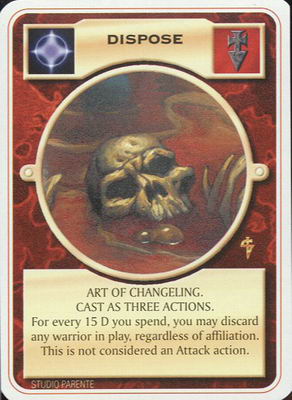 DISPOSE
ART OF CHANGELING.
CAST AS THREE ACTIONS.
For every 15 D you spend, you may discard
any warrior in play, regardless of affiliation.
This is not considered an Attack action.
STUDIO PARENTE